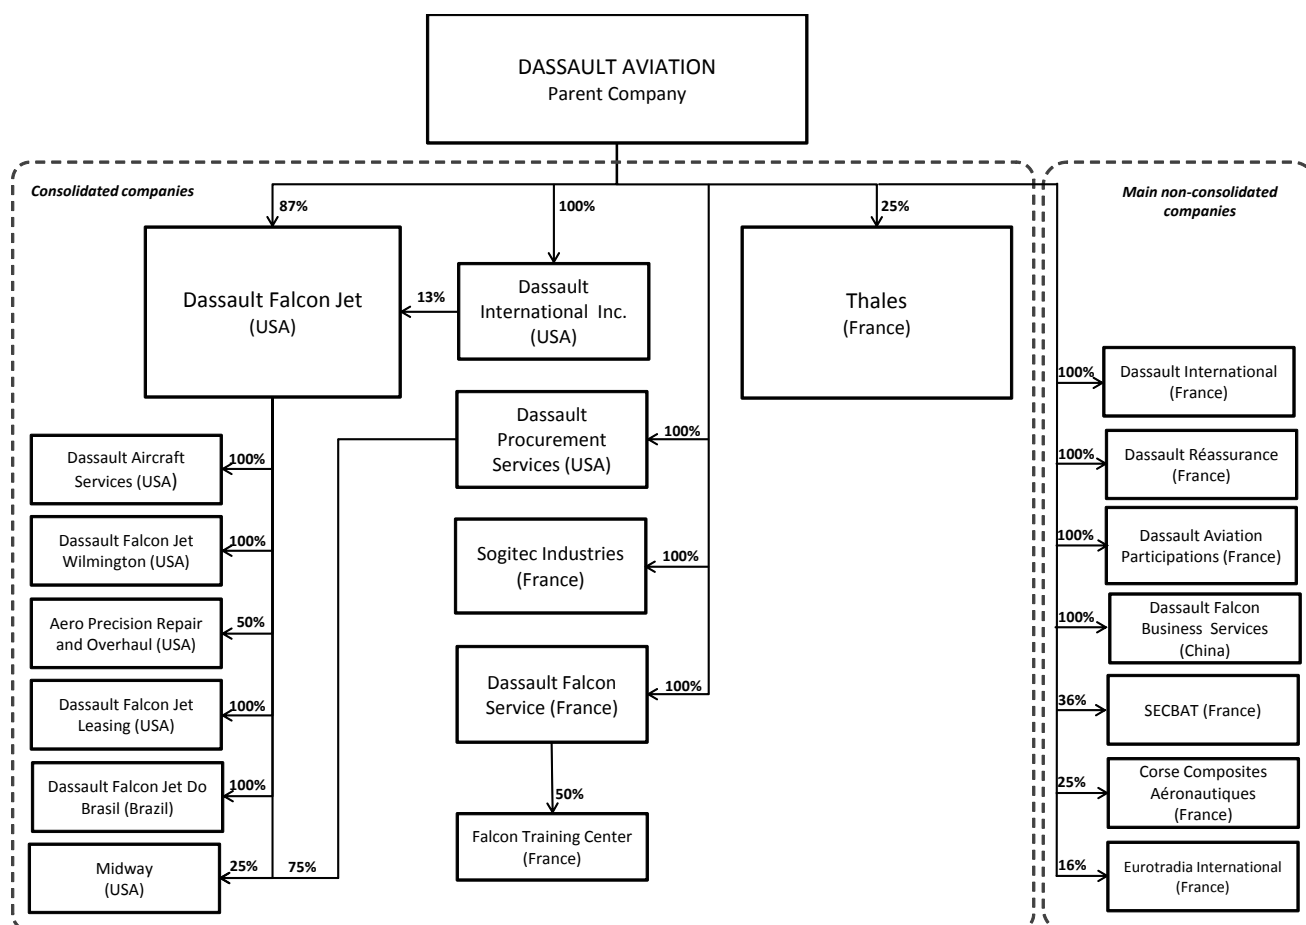 DASSAULT AVIATION
Parent Company
Consolidated companies
Main non-consolidated
companies
87%
100%
25%
Dassault Falcon Jet
(USA)
13%
Dassault
International Inc.
(USA)
Thales
(France)
Dassault
Procurement
Services (USA)
100%
Sogitec Industries
(France)
100%
Dassault Falcon
Service (France)
100%
50%
Falcon Training Center
(France)
Dassault Aircraft
Services (USA)
100%
Dassault Falcon Jet
Wilmington (USA)
100%
Aero Precision Repair
and Overhaul (USA)
50%
Dassault Falcon Jet
Leasing (USA)
100%
Dassault Falcon Jet Do
Brasil (Brazil)
100%
Midway
(USA)
25%
75%
100%
Dassault International
(France)
100%
Dassault Réassurance
(France)
100%
Dassault Aviation
Participations (France)
100%
Dassault Falcon
Business Services
(China)
36%
SECBAT (France)
25%
Corse Composites
Aéronautiques
(France)
16%
Eurotradia International
(France)